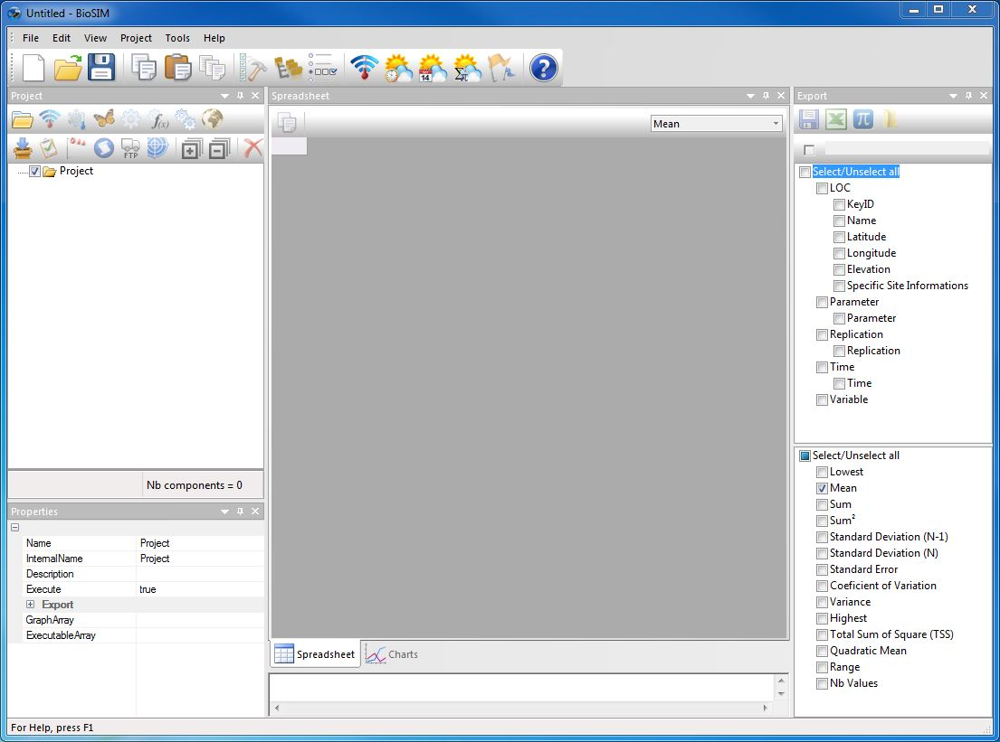 Untitled - BioSIM
File Edit View Project Tools Help
14
Σπ
?
Project
f(x)
FTP
Project
Nb components = 0
Properties
Name Project
InternalName Project
Description
Execute true
Export
GraphArray
ExecutableArray
Spreadsheet
Mean
Spreadsheet Charts
Export
π
Select/Unselect all
LOC
KeyID
Name
Latitude
Longitude
Elevation
Specific Site Informations
Parameter
Parameter
Replication
Replication
Time
Time
Variable
Select/Unselect all
Lowest
Mean
Sum
Sum²
Standard Deviation (N-1)
Standard Deviation (N)
Standard Error
Coeficient of Variation
Variance
Highest
Total Sum of Square (TSS)
Quadratic Mean
Range
Nb Values
For Help, press F1